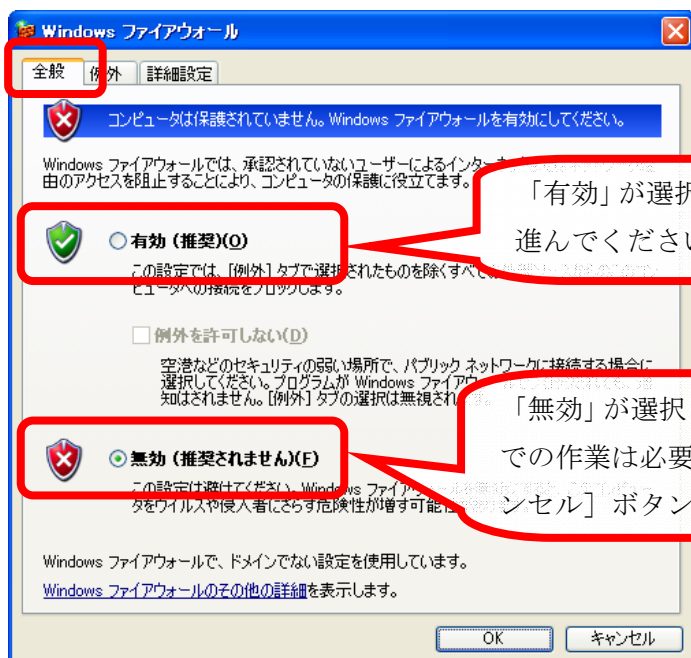 Windows ファイアウォール
全般 例外 詳細設定
コンピュータは保護されていません。Windows ファイアウォールを有効にしてください。
Windows ファイアウォールでは、承認されていないユーザーによるインターネ
由のアクセスを阻止することにより、コンピュータの保護に役立てます。
「有効」が選択
進んでください
有効 (推奨)(O)
この設定では、[例外] タブで選択されたものを除くすべて
ピュータへの接続をブロックします。
例外を許可しない(D)
空港などのセキュリティの弱い場所で、パブリック ネットワークに接続する場合に
選択してください。プログラムが Windows ファイアウ
知はされません。[例外] タブの選択は無視され
「無効」が選択
での作業は必要
ンセル］ボタン
無効 (推奨されません)(F)
この設定は避けてください。Windows ファイア
タをウイルスや侵入者にさらす危険性が増す可能性
Windows ファイアウォールで、ドメインでない設定を使用しています。
Windows ファイアウォールのその他の詳細を表示します。
OK キャンセル